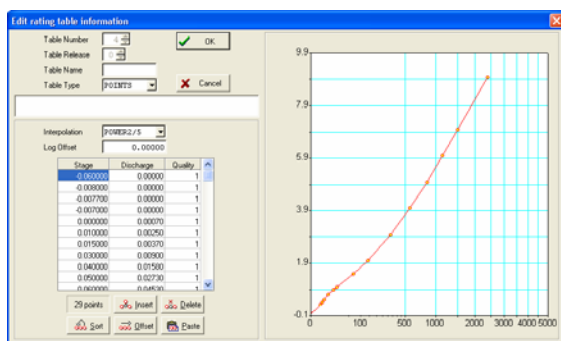 Edit rating table information
Table Number 4
OK
Table Release 0
Table Name
Table Type POINTS
Cancel
Interpolation POWER2/5
Log Offset 0.00000
Stage Discharge Quality
-0.060000 0.00000 1
-0.008000 0.00000 1
-0.007700 0.00000 1
-0.007000 0.00000 1
0.000000 0.00070 1
0.010000 0.00250 1
0.015000 0.00370 1
0.030000 0.00900 1
0.040000 0.01580 1
0.050000 0.02730 1
0.060000 0.04530 1
29 points Insert Delete
Sort Offset Paste
9.9
7.9
5.9
3.9
1.9
-0.1
0 100 500 1000 2000 3000 4000 5000